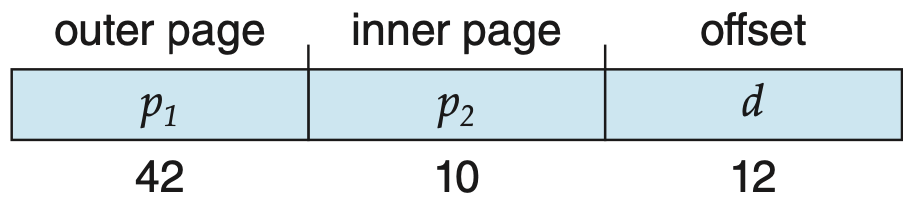 outer page inner page offset
p1 p2 d
42 10 12